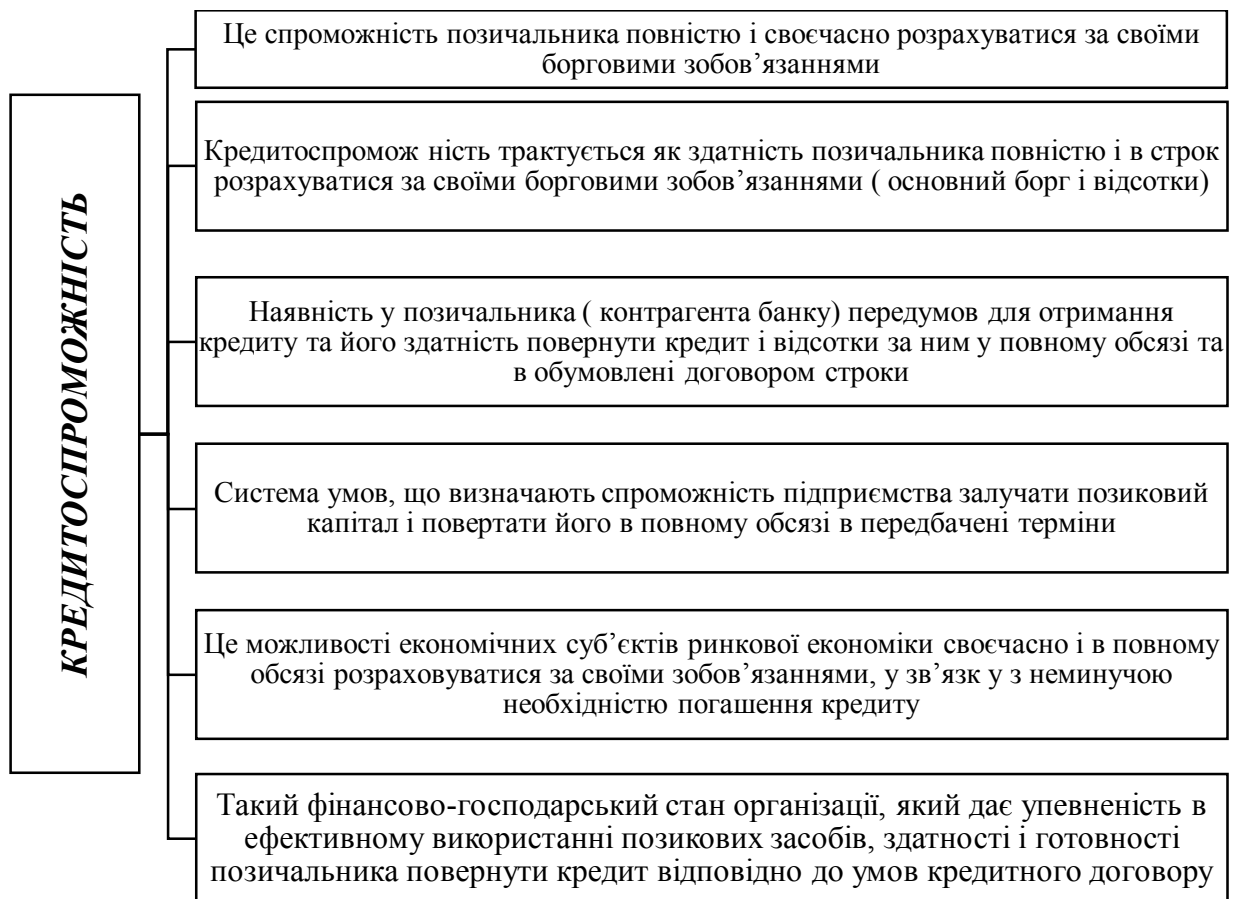 КРЕДИТОСПРОМОЖНІСТЬ
Це спроможність позичальника повністю і своєчасно розрахуватися за своїми
борговими зобов’язаннями
Кредитоспромож ність трактується як здатність позичальника повністю і в строк
розрахуватися за своїми борговими зобов’язаннями ( основний борг і відсотки)
Наявність у позичальника ( контрагента банку) передумов для отримання
кредиту та його здатність повернути кредит і відсотки за ним у повному обсязі та
в обумовлені договором строки
Система умов, що визначають спроможність підприємства залучати позиковий
капітал і повертати його в повному обсязі в передбачені терміни
Це можливості економічних суб’єктів ринкової економіки своєчасно і в повному
обсязі розраховуватися за своїми зобов’язаннями, у зв’язк у з неминучою
необхідністю погашення кредиту
Такий фінансово-господарський стан організації, який дає упевненість в
ефективному використанні позикових засобів, здатності і готовності
позичальника повернути кредит відповідно до умов кредитного договору